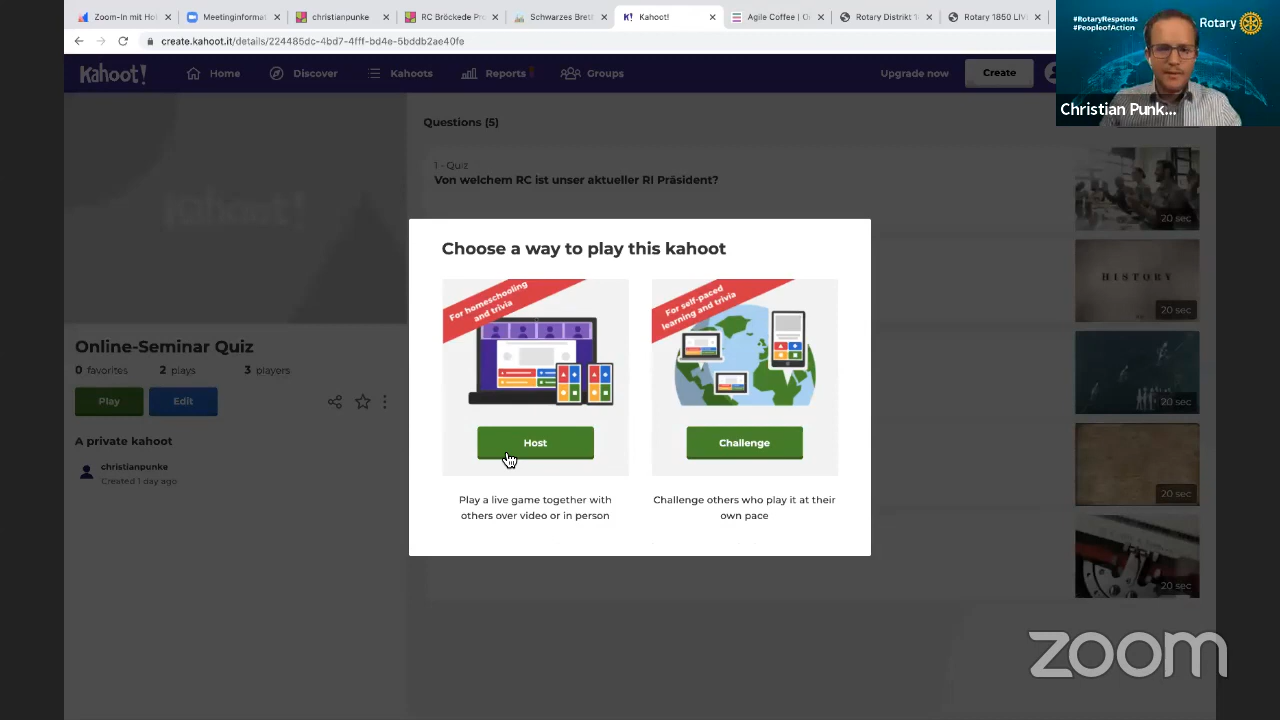 Zoom-In mit Ho
Meetinginformat
christianpunke
RC Bröckede Pr
Schwarzes Brett
Kahoot!
Agile Coffee | O
Rotary Distrikt 1
Rotary 1850 LIV
create.kahoot.it/details/224485dc-4bd7-4fff-bd4e-5bddb2ae40fe
Kahoot!
Home
Discover
Kahoots
Reports
Groups
Upgrade now
Create
#RotaryResponds
#PeopleofAction
Rotary
Christian Punk...
Questions (5)
1 - Quiz
Von welchem RC ist unser aktueller RI Präsident?
20 sec
HISTORY
20 sec
20 sec
20 sec
20 sec
Kahoot!
Online-Seminar Quiz
0 favorites
2 plays
3 players
Play
Edit
A private kahoot
christianpunke
Created 1 day ago
Choose a way to play this kahoot
For homeschooling
and trivia
Host
Play a live game together with
others over video or in person
For self-paced
learning and trivia
Challenge
Challenge others who play it at their
own pace
zoom